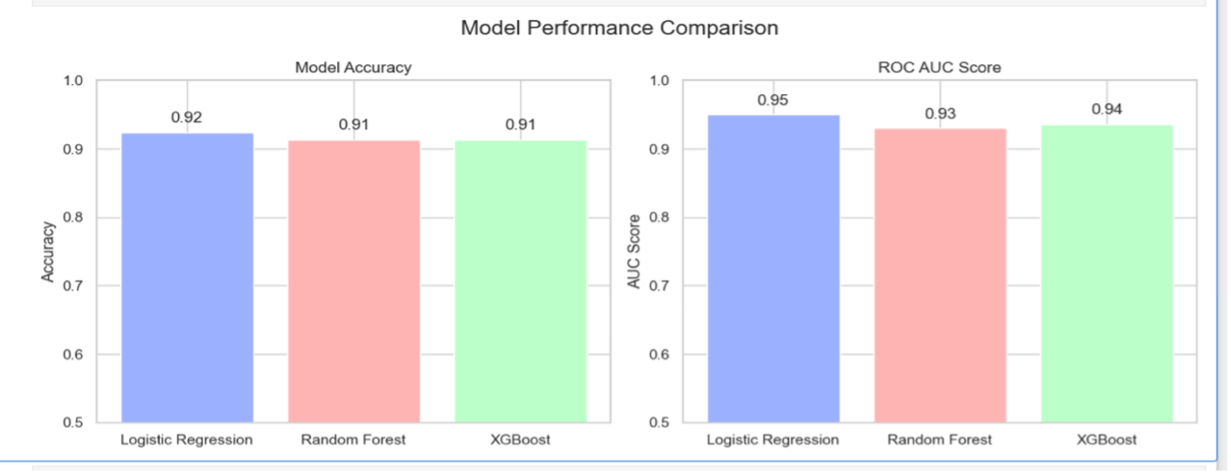 Model Performance Comparison
Model Accuracy
1.0
0.9
0.8
0.7
0.6
0.5
Accuracy
0.92
0.91
0.91
Logistic Regression
Random Forest
XGBoost
ROC AUC Score
1.0
0.9
0.8
0.7
0.6
0.5
AUC Score
0.95
0.93
0.94
Logistic Regression
Random Forest
XGBoost